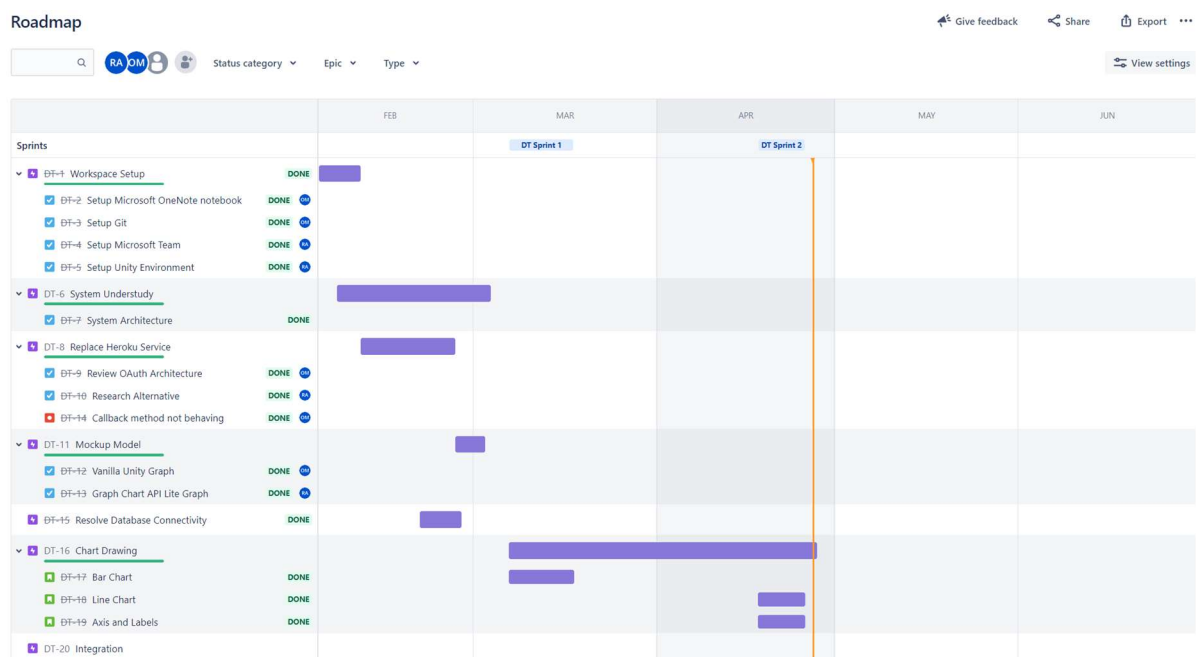 Roadmap
Give feedback Share Export
RA OM Status category Epic Type View settings
FEB MAR APR MAY JUN
Sprints DT Sprint 1 DT Sprint 2
DT-1 Workspace Setup DONE
DT-2 Setup Microsoft OneNote notebook DONE OM
DT-3 Setup Git DONE OM
DT-4 Setup Microsoft Team DONE RA
DT-5 Setup Unity Environment DONE RA
DT-6 System Understudy
DT-7 System Architecture DONE
DT-8 Replace Heroku Service
DT-9 Review OAuth Architecture DONE OM
DT-10 Research Alternative DONE RA
DT-14 Callback method not behaving DONE OM
DT-11 Mockup Model
DT-12 Vanilla Unity Graph DONE OM
DT-13 Graph Chart API Lite Graph DONE RA
DT-15 Resolve Database Connectivity DONE
DT-16 Chart Drawing
DT-17 Bar Chart DONE
DT-18 Line Chart DONE
DT-19 Axis and Labels DONE
DT-20 Integration